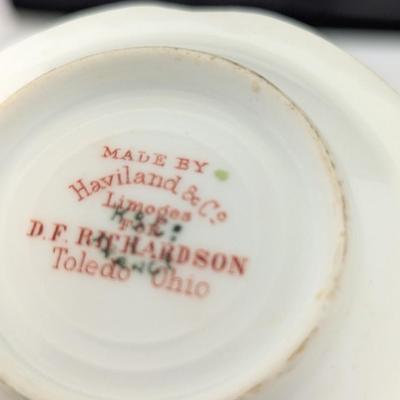 MADE BY
Haviland & Co
Limoges
FOR
D.F. RICHARDSON
Toledo Ohio